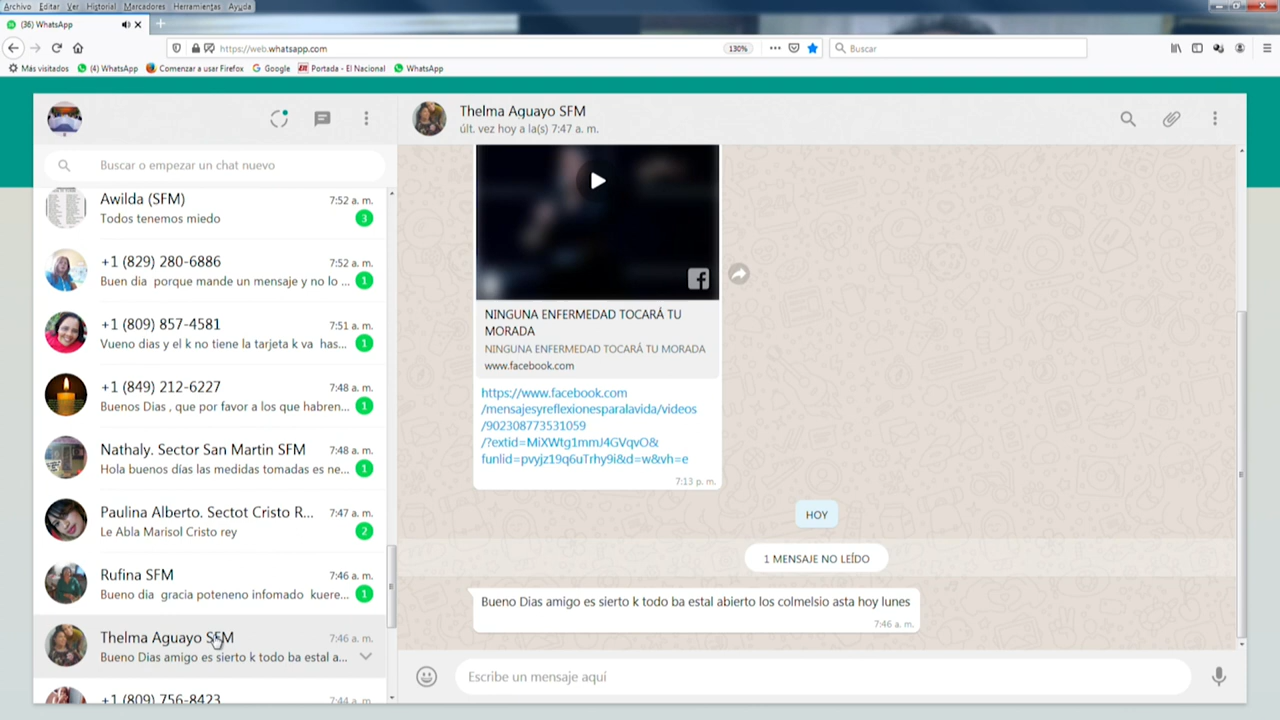 Archivo Editar Ver Historial Marcadores Herramientas Ayuda
(36) WhatsApp
https://web.whatsapp.com
130%
Buscar
Más visitados
(4) WhatsApp
Comenzar a usar Firefox
Google
Portada - El Nacional
WhatsApp
Thelma Aguayo SFM
últ. vez hoy a la(s) 7:47 a. m.
Buscar o empezar un chat nuevo
Awilda (SFM) 7:52 a. m.
Todos tenemos miedo 3
+1 (829) 280-6886 7:52 a. m.
Buen dia porque mande un mensaje y no lo ... 1
+1 (809) 857-4581 7:51 a. m.
Vueno dias y el k no tiene la tarjeta k va has... 1
+1 (849) 212-6227 7:48 a. m.
Buenos Dias , que por favor a los que habren... 1
Nathaly. Sector San Martin SFM 7:48 a. m.
Hola buenos días las medidas tomadas es ne... 1
Paulina Alberto. Sectot Cristo R... 7:47 a. m.
Le Abla Marisol Cristo rey 2
Rufina SFM 7:46 a. m.
Bueno dia gracia poteneno infomado kuere... 1
Thelma Aguayo SFM 7:46 a. m.
Bueno Dias amigo es sierto k todo ba estal a...
+1 (809) 756-8423 7:44 a. m.
NINGUNA ENFERMEDAD TOCARÁ TU
MORADA
NINGUNA ENFERMEDAD TOCARÁ TU MORADA
www.facebook.com
https://www.facebook.com
/mensajesyreflexionesparalavida/videos
/902308773531059
/?extid=MiXWtg1mmJ4GVqvO&
funlid=pvyjz19q6uTrhy9i&d=w&vh=e
7:13 p. m.
HOY
1 MENSAJE NO LEÍDO
Bueno Dias amigo es sierto k todo ba estal abierto los colmelsio asta hoy lunes
7:46 a. m.
Escribe un mensaje aquí